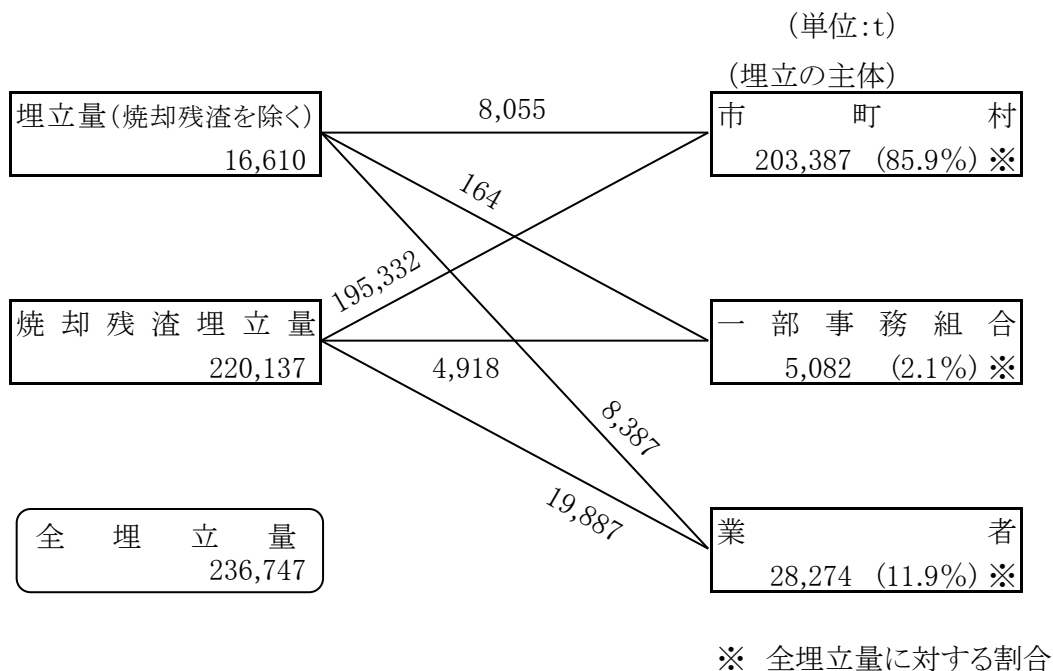 (単位:t)
(埋立の主体)
埋立量(焼却残渣を除く)
16,610
8,055
市町村
203,387 (85.9%) ※
164
195,332
焼却残渣埋立量
220,137
4,918
一部事務組合
5,082 (2.1%) ※
8,387
19,887
全埋立量
236,747
業者
28,274 (11.9%) ※
※ 全埋立量に対する割合